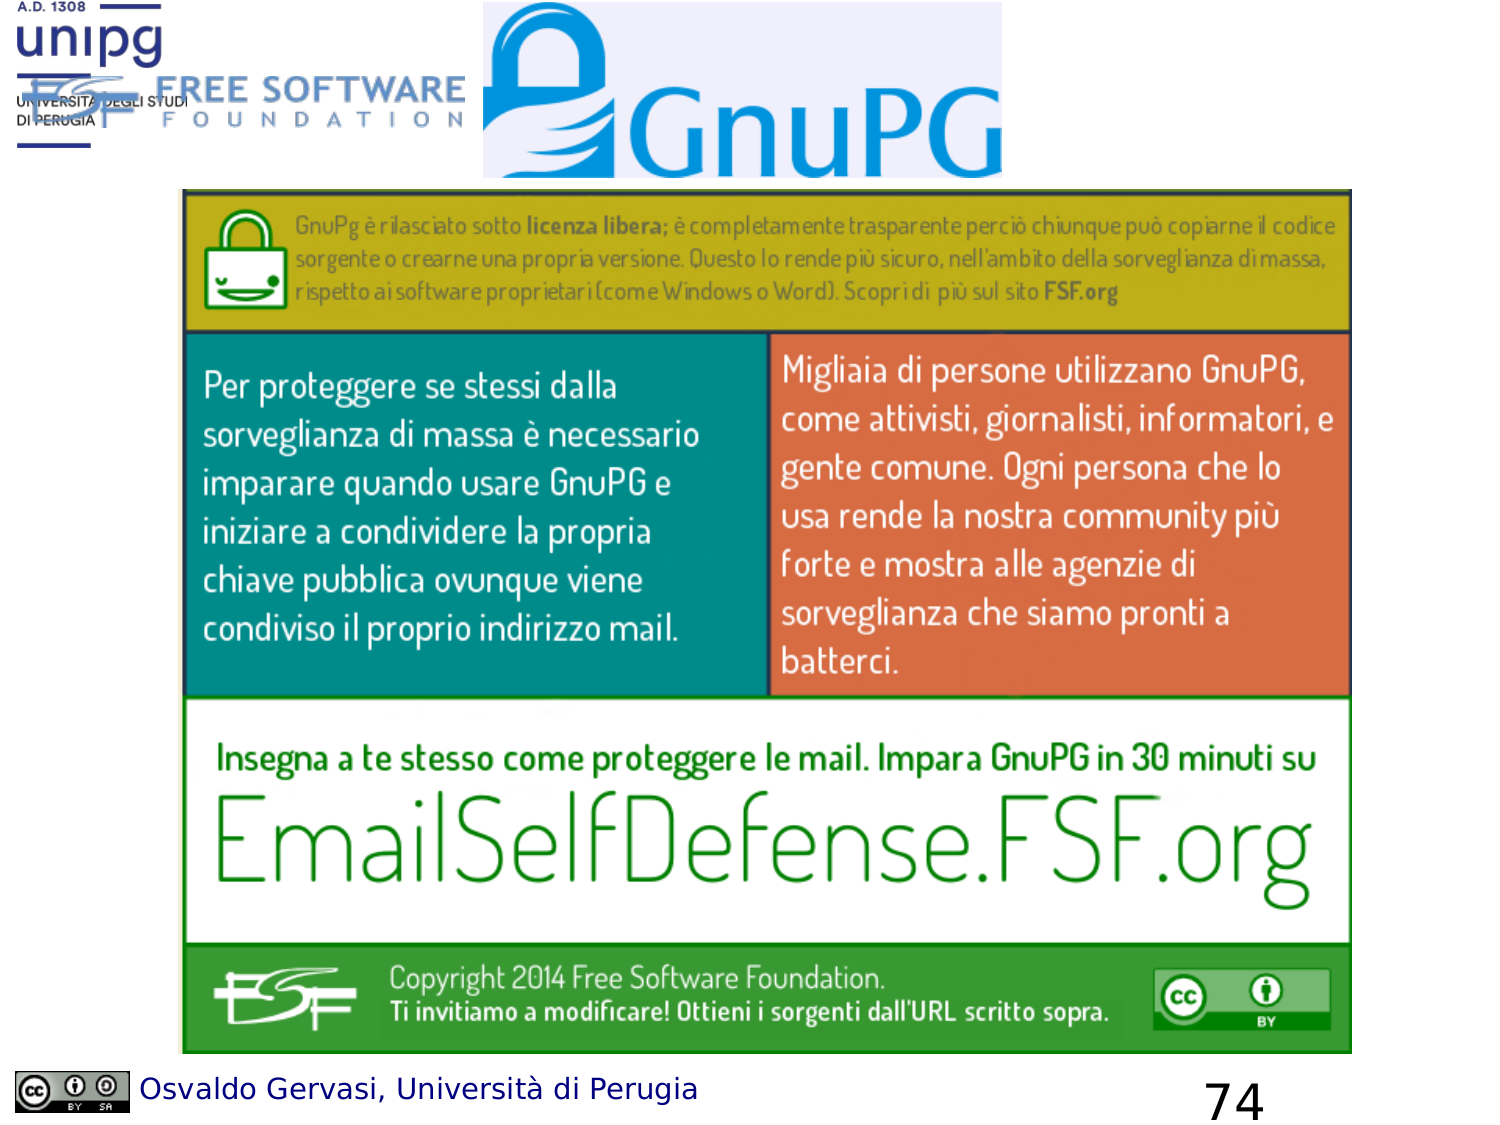 A.D. 1308
unipg
UNIVERSITÀ DEGLI STUDI
DI PERUGIA
FREE SOFTWARE
FOUNDATION
GnuPG
GnuPg è rilasciato sotto licenza libera; è completamente trasparente perciò chiunque può copiarne il codice
sorgente o crearne una propria versione. Questo lo rende più sicuro, nell'ambito della sorveglianza di massa,
rispetto ai software proprietari (come Windows o Word). Scopri di più sul sito FSF.org
Per proteggere se stessi dalla
sorveglianza di massa è necessario
imparare quando usare GnuPG e
iniziare a condividere la propria
chiave pubblica ovunque viene
condiviso il proprio indirizzo mail.
Migliaia di persone utilizzano GnuPG,
come attivisti, giornalisti, informatori, e
gente comune. Ogni persona che lo
usa rende la nostra community più
forte e mostra alle agenzie di
sorveglianza che siamo pronti a
batterci.
Insegna a te stesso come proteggere le mail. Impara GnuPG in 30 minuti su
EmailSelfDefense.FSF.org
FSF
Copyright 2014 Free Software Foundation.
Ti invitiamo a modificare! Ottieni i sorgenti dall'URL scritto sopra.
cc
BY
cc
BY SA
Osvaldo Gervasi, Università di Perugia
74